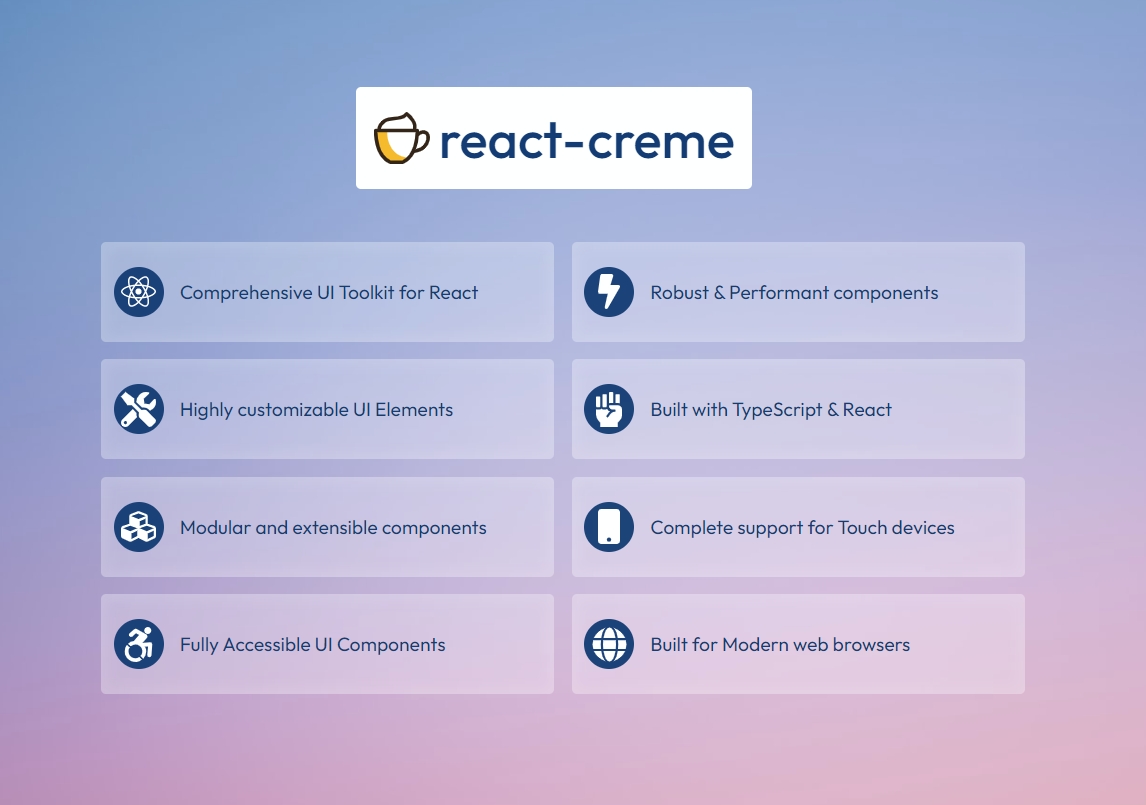 react-creme
Comprehensive UI Toolkit for React
Robust & Performant components
Highly customizable UI Elements
Built with TypeScript & React
Modular and extensible components
Complete support for Touch devices
Fully Accessible UI Components
Built for Modern web browsers